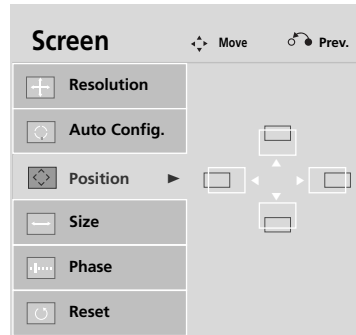 Screen
Move Prev.
Resolution
Auto Config.
Position
Size
Phase
Reset